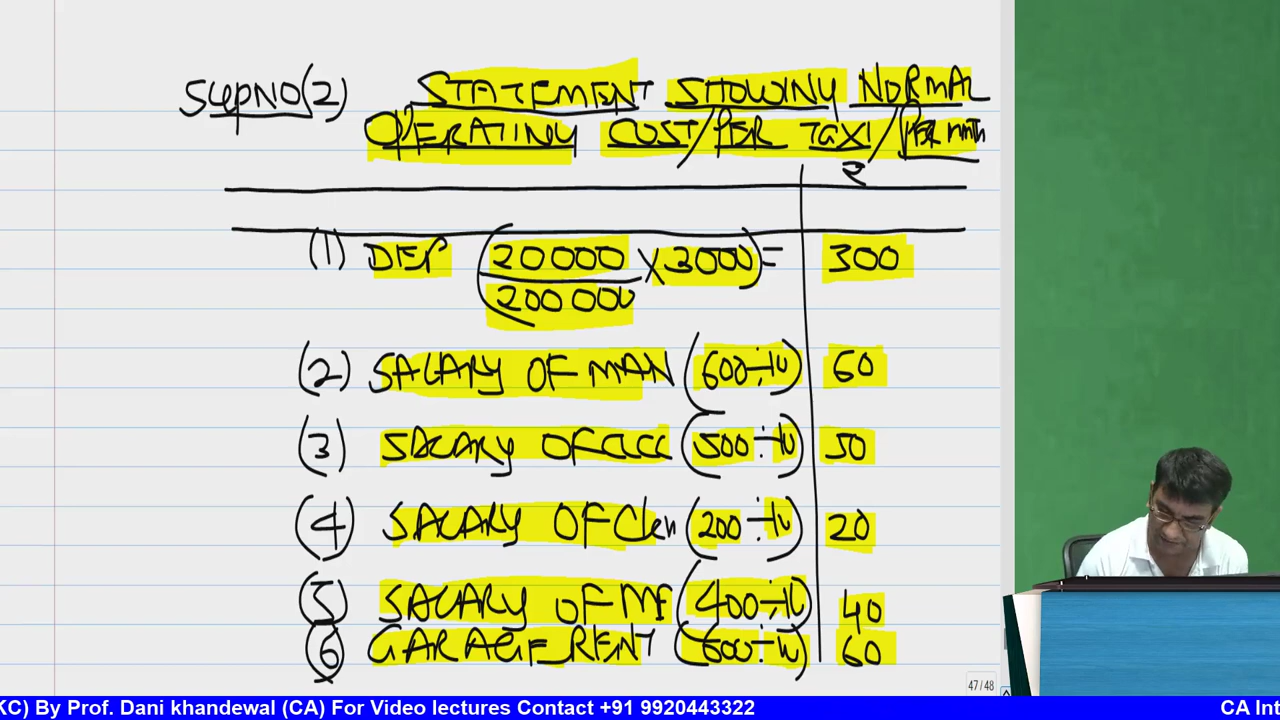 StepNO(2) STATEMENT SHOWING NORMAL
OPERATING COST/PER TAXI/PER mnth
₹
(1) DEP (20000/200000 X 3000) = 300
(2) SALARY OF MAN (600÷10) 60
(3) SALARY OF ACC (500÷10) 50
(4) SALARY OF Cler (200÷10) 20
(5) SALARY OF ME (400÷10) 40
(6) GARAGE RENT (600÷10) 60
47/48
KC) By Prof. Dani khandewal (CA) For Video lectures Contact +91 9920443322 CA Int